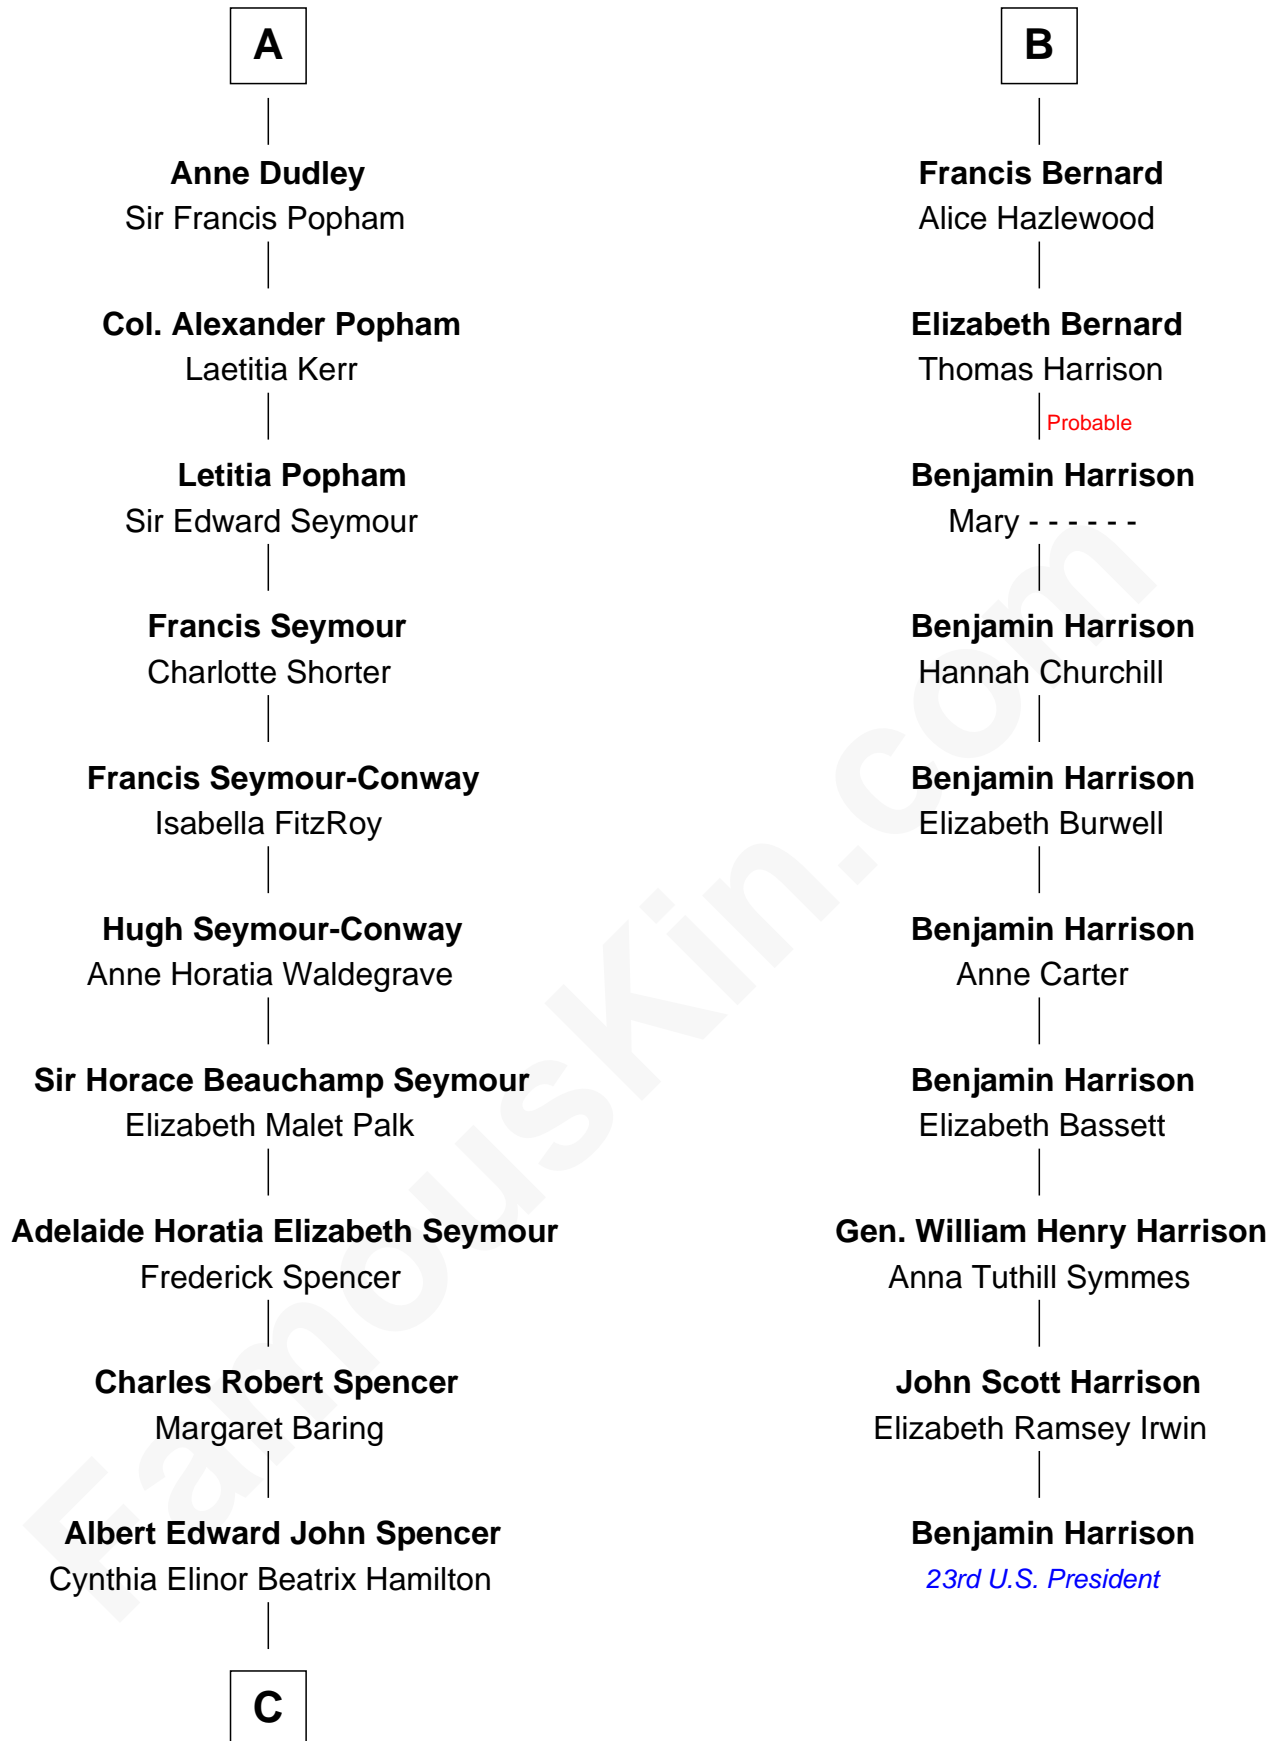 A
Anne Dudley
Sir Francis Popham
Col. Alexander Popham
Laetitia Kerr
Letitia Popham
Sir Edward Seymour
Francis Seymour
Charlotte Shorter
Francis Seymour-Conway
Isabella FitzRoy
Hugh Seymour-Conway
Anne Horatia Waldegrave
Sir Horace Beauchamp Seymour
Elizabeth Malet Palk
Adelaide Horatia Elizabeth Seymour
Frederick Spencer
Charles Robert Spencer
Margaret Baring
Albert Edward John Spencer
Cynthia Elinor Beatrix Hamilton
C
B
Francis Bernard
Alice Hazlewood
Elizabeth Bernard
Thomas Harrison
Probable
Benjamin Harrison
Mary - - - - - -
Benjamin Harrison
Hannah Churchill
Benjamin Harrison
Elizabeth Burwell
Benjamin Harrison
Anne Carter
Benjamin Harrison
Elizabeth Bassett
Gen. William Henry Harrison
Anna Tuthill Symmes
John Scott Harrison
Elizabeth Ramsey Irwin
Benjamin Harrison
23rd U.S. President
FamousKin.com